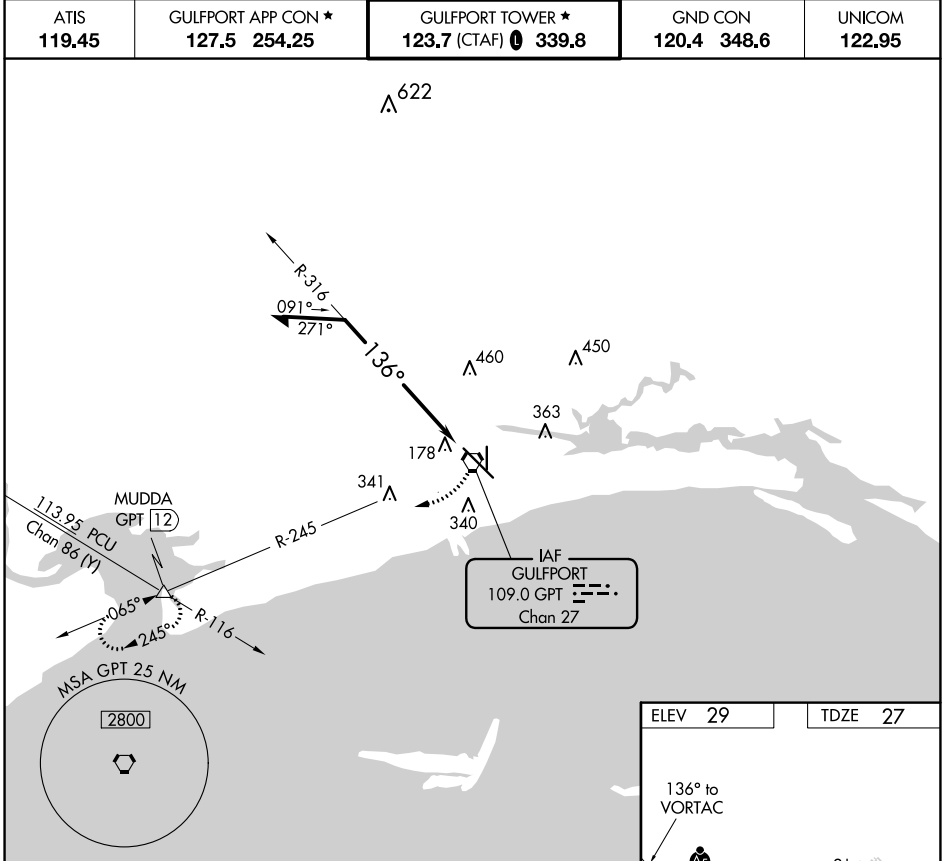 ATIS
119.45
GULFPORT APP CON ★
127.5 254.25
GULFPORT TOWER ★
123.7 (CTAF) L 339.8
GND CON
120.4 348.6
UNICOM
122.95
622
R-316
091°
271°
136°
460
450
363
178
341
340
MUDDA
GPT 12
113.95 PCU
Chan 86 (Y)
R-245
065°
245°
R-116
IAF
GULFPORT
109.0 GPT
Chan 27
MSA GPT 25 NM
2800
ELEV 29
TDZE 27
136° to
VORTAC